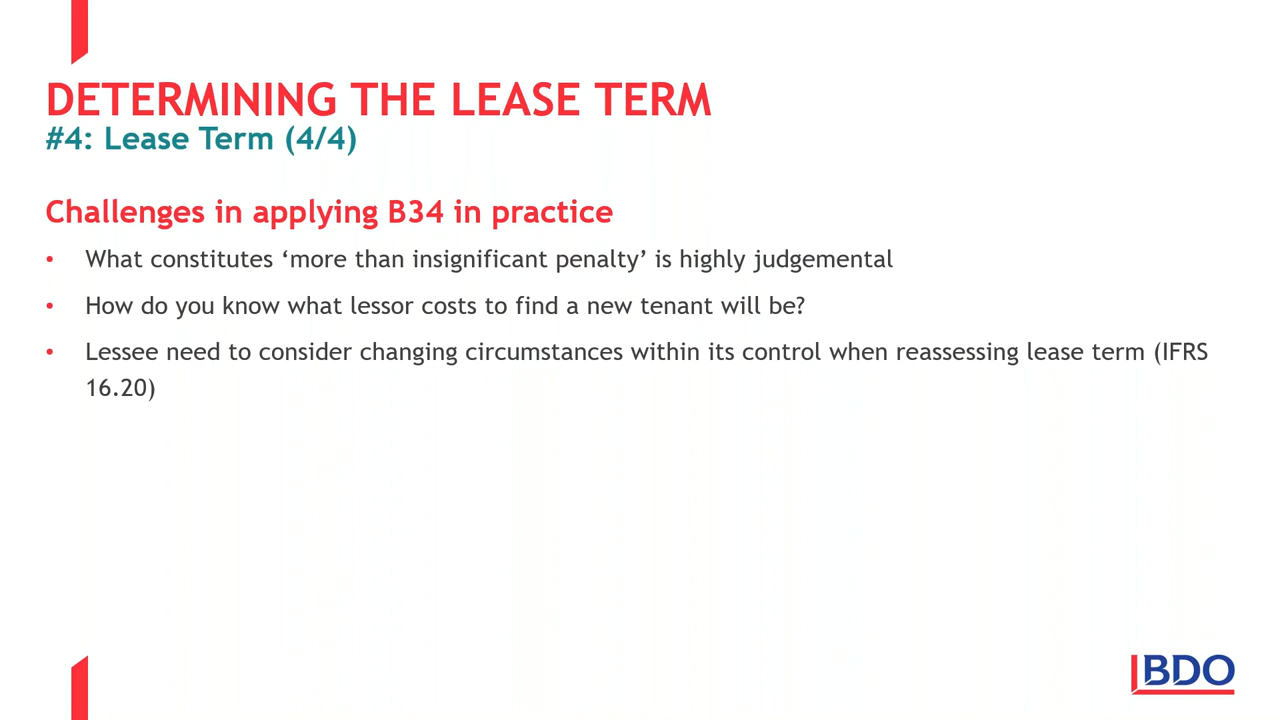 DETERMINING THE LEASE TERM
#4: Lease Term (4/4)
Challenges in applying B34 in practice
• What constitutes ‘more than insignificant penalty’ is highly judgemental
• How do you know what lessor costs to find a new tenant will be?
• Lessee need to consider changing circumstances within its control when reassessing lease term (IFRS
16.20)
BDO